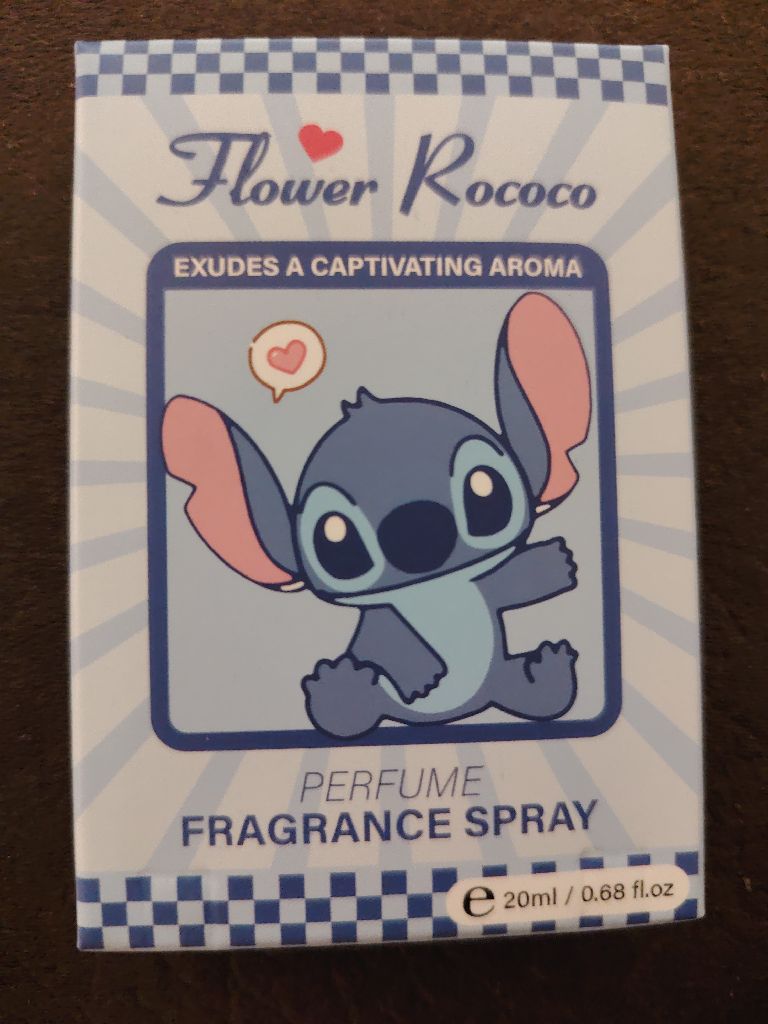 Flower Rococo
EXUDES A CAPTIVATING AROMA
PERFUME
FRAGRANCE SPRAY
℮ 20ml / 0.68 fl.oz